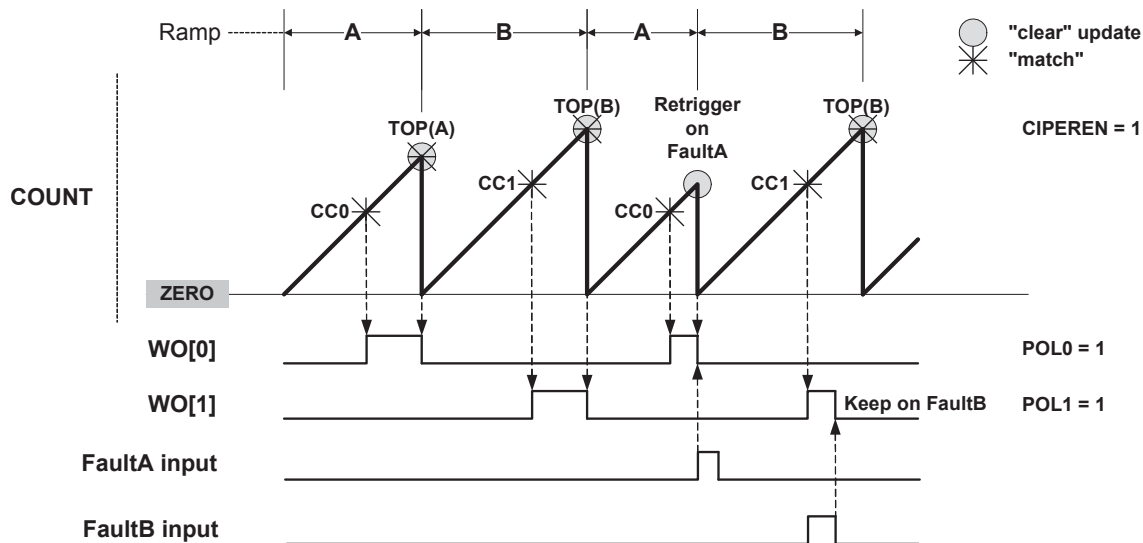 Ramp
A
B
A
B
"clear" update
"match"
TOP(A)
TOP(B)
Retrigger
on
FaultA
TOP(B)
CIPEREN = 1
COUNT
CC0
CC1
CC0
CC1
ZERO
WO[0]
POL0 = 1
WO[1]
Keep on FaultB
POL1 = 1
FaultA input
FaultB input